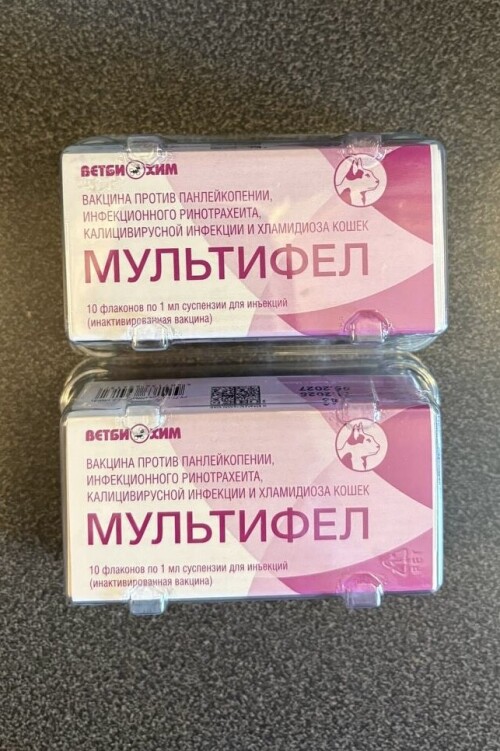 ВЕТБИОХИМ
ВАКЦИНА ПРОТИВ ПАНЛЕЙКОПЕНИИ,
ИНФЕКЦИОННОГО РИНОТРАХЕИТА,
КАЛИЦИВИРУСНОЙ ИНФЕКЦИИ И ХЛАМИДИОЗА КОШЕК
МУЛЬТИФЕЛ
10 флаконов по 1 мл суспензии для инъекций
(инактивированная вакцина)
ВЕТБИОХИМ
ВАКЦИНА ПРОТИВ ПАНЛЕЙКОПЕНИИ,
ИНФЕКЦИОННОГО РИНОТРАХЕИТА,
КАЛИЦИВИРУСНОЙ ИНФЕКЦИИ И ХЛАМИДИОЗА КОШЕК
МУЛЬТИФЕЛ
10 флаконов по 1 мл суспензии для инъекций
(инактивированная вакцина)